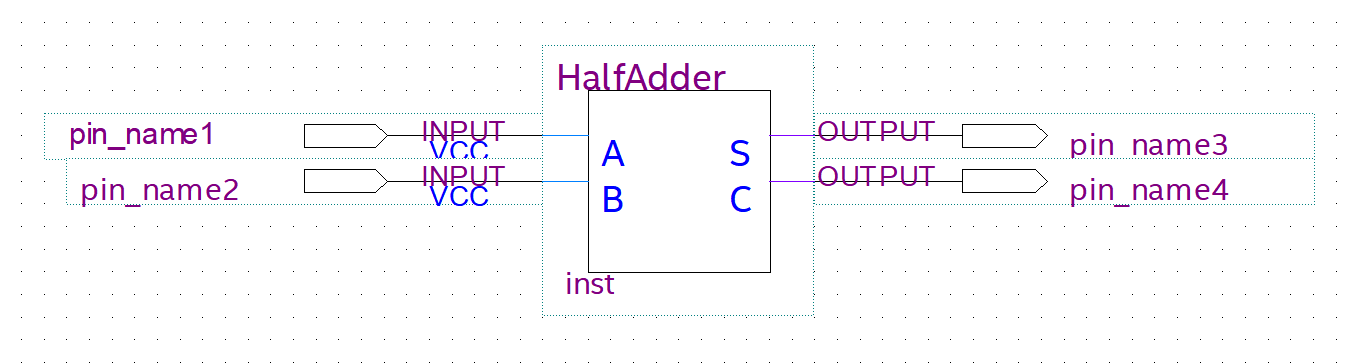 HalfAdder
pin_name1 INPUT OUTPUT pin_name3
VCC
A S
pin_name2 INPUT OUTPUT pin_name4
VCC
B C
inst